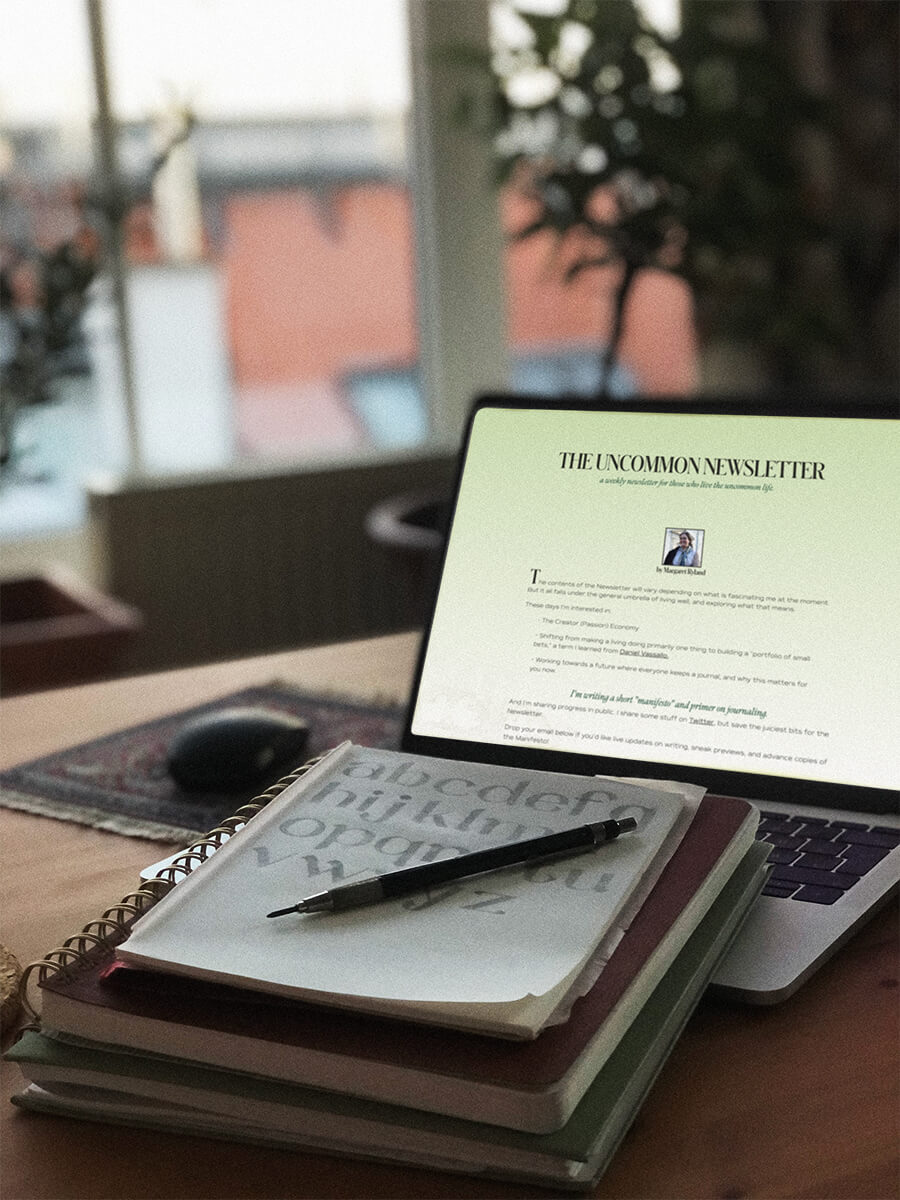 THE UNCOMMON NEWSLETTER
a weekly newsletter for those who live the uncommon life.
by Margaret Ryland
The contents of the Newsletter will vary depending on what is fascinating me at the moment.
But it all falls under the general umbrella of living well, and exploring what that means.
These days I'm interested in:
- The Creator (Passion) Economy
- Shifting from making a living doing primarily one thing to building a "portfolio of small
bets," a term I learned from Daniel Vassallo.
- Working towards a future where everyone keeps a journal, and why this matters for
you now.
I'm writing a short "manifesto" and primer on journaling.
And I'm sharing progress in public. I share some stuff on Twitter, but save the juiciest bits for the
Newsletter.
Drop your email below if you'd like live updates on writing, sneak previews, and advance copies of
the Manifesto!
abcdefg
hijklm
opqr tu
vw yz